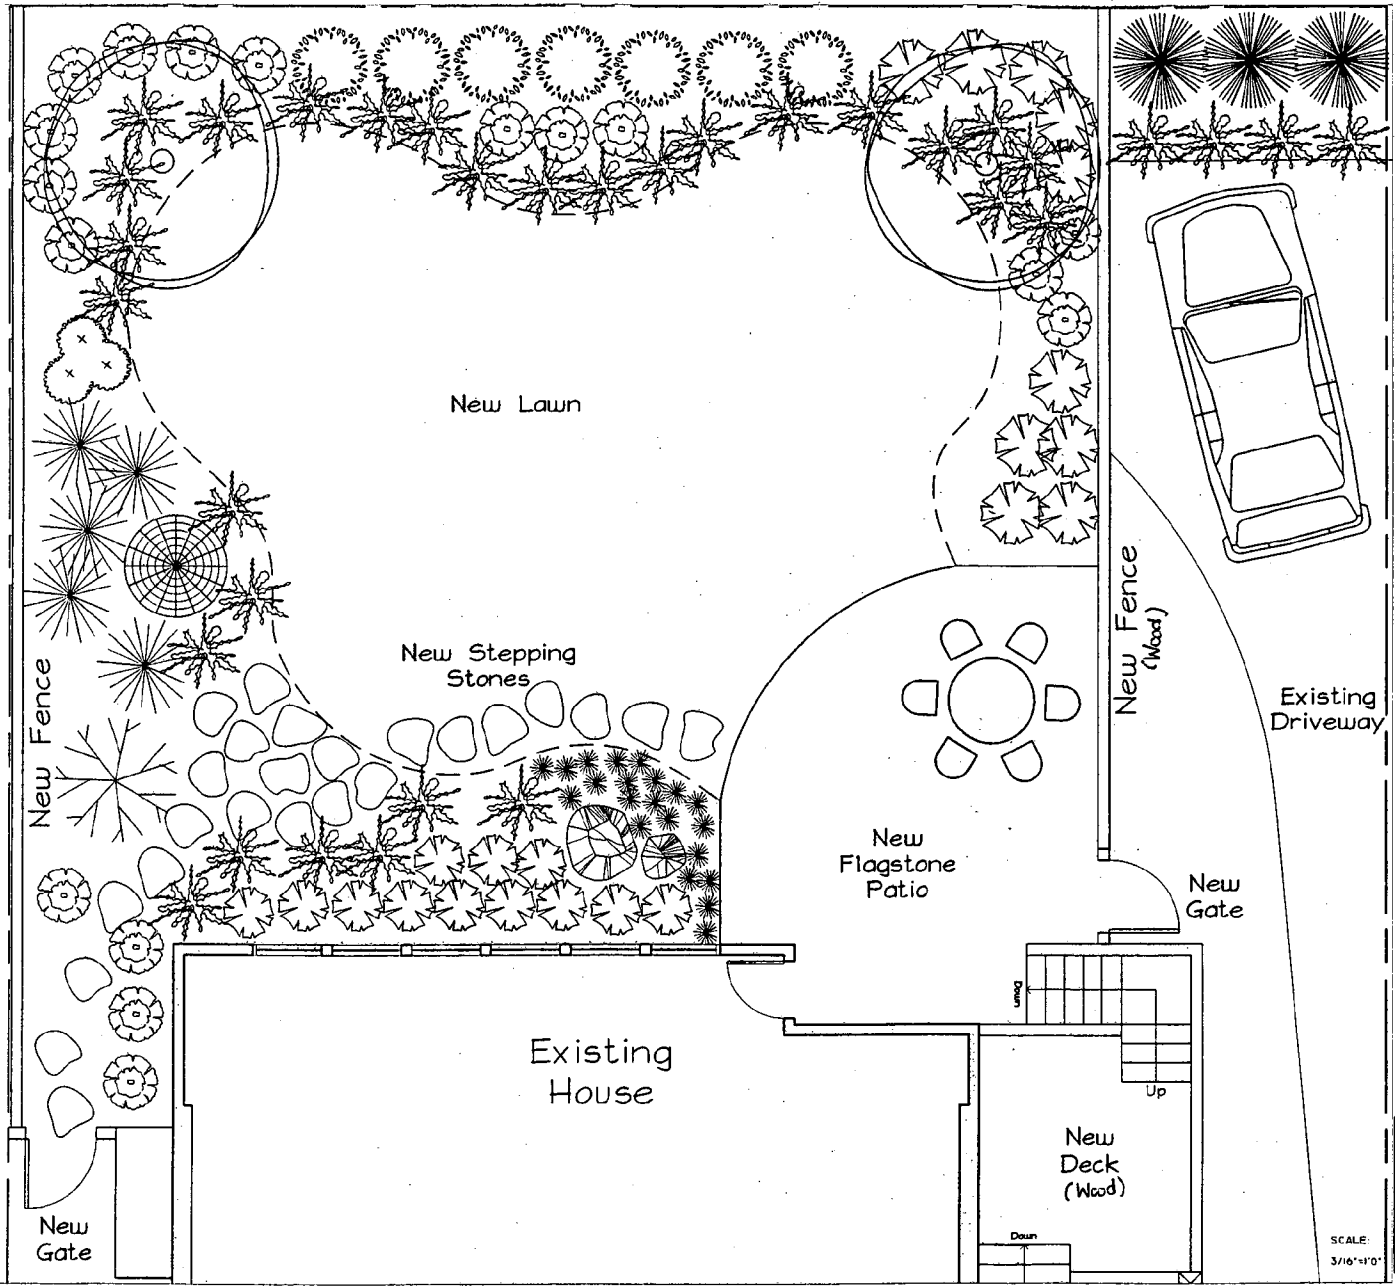 New Lawn
New Stepping
Stones
New Fence
New Fence
(Wood)
Existing
Driveway
New
Flagstone
Patio
New
Gate
Down
Existing
House
Up
New
Deck
(Wood)
New
Gate
Down
SCALE:
3/16"=1'0"